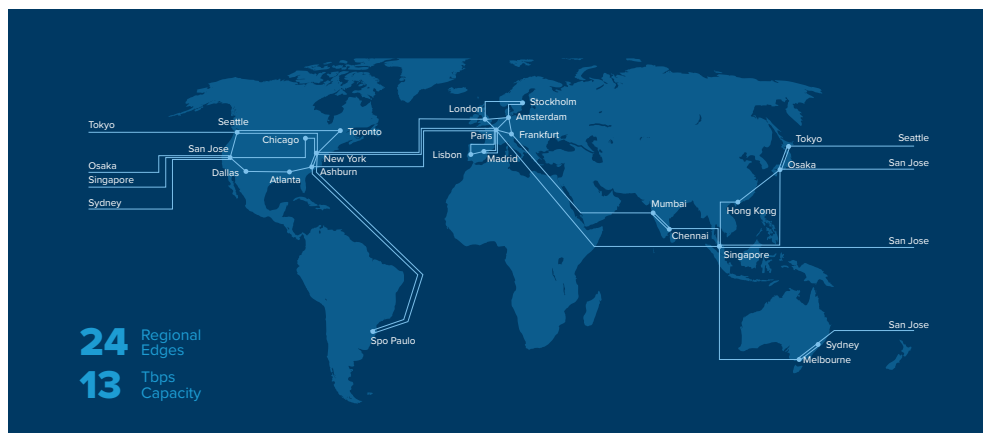 Stockholm
London
Amsterdam
Tokyo
Seattle
Toronto
Chicago
Paris
Frankfurt
Tokyo
Seattle
San Jose
New York
Lisbon
Madrid
Osaka
San Jose
Osaka
Singapore
Dallas
Atlanta
Ashburn
Sydney
Mumbai
Hong Kong
Chennai
San Jose
Singapore
San Jose
24 Regional
Edges
Spo Paulo
Sydney
Melbourne
13 Tbps
Capacity